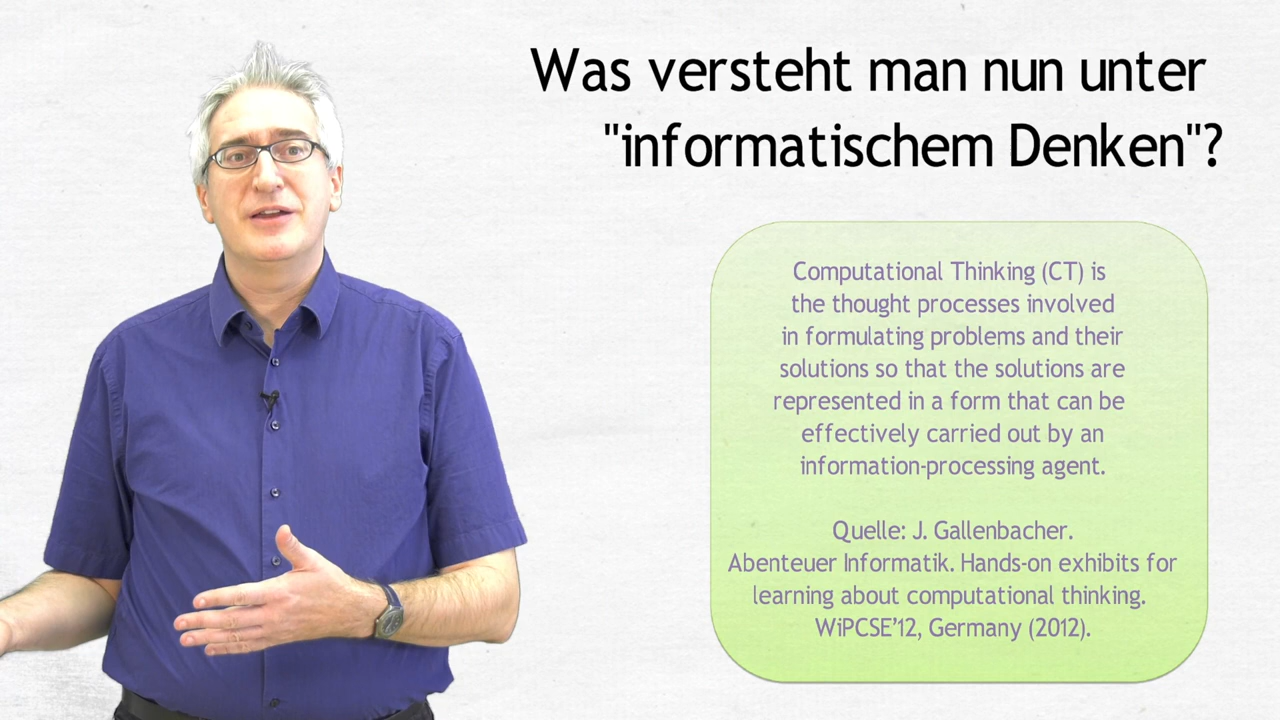 Was versteht man nun unter
"informatischem Denken"?
Computational Thinking (CT) is
the thought processes involved
in formulating problems and their
solutions so that the solutions are
represented in a form that can be
effectively carried out by an
information-processing agent.
Quelle: J. Gallenbacher.
Abenteuer Informatik. Hands-on exhibits for
learning about computational thinking.
WiPCSE'12, Germany (2012).